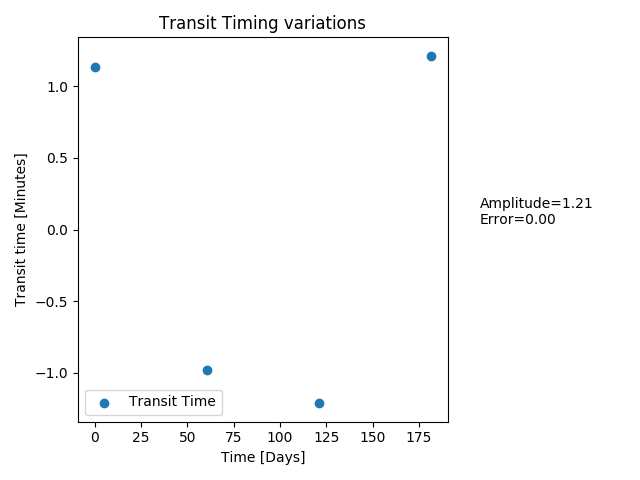 Transit Timing variations
Transit time [Minutes]
1.0
0.5
0.0
−0.5
−1.0
Amplitude=1.21
Error=0.00
Transit Time
0 25 50 75 100 125 150 175
Time [Days]